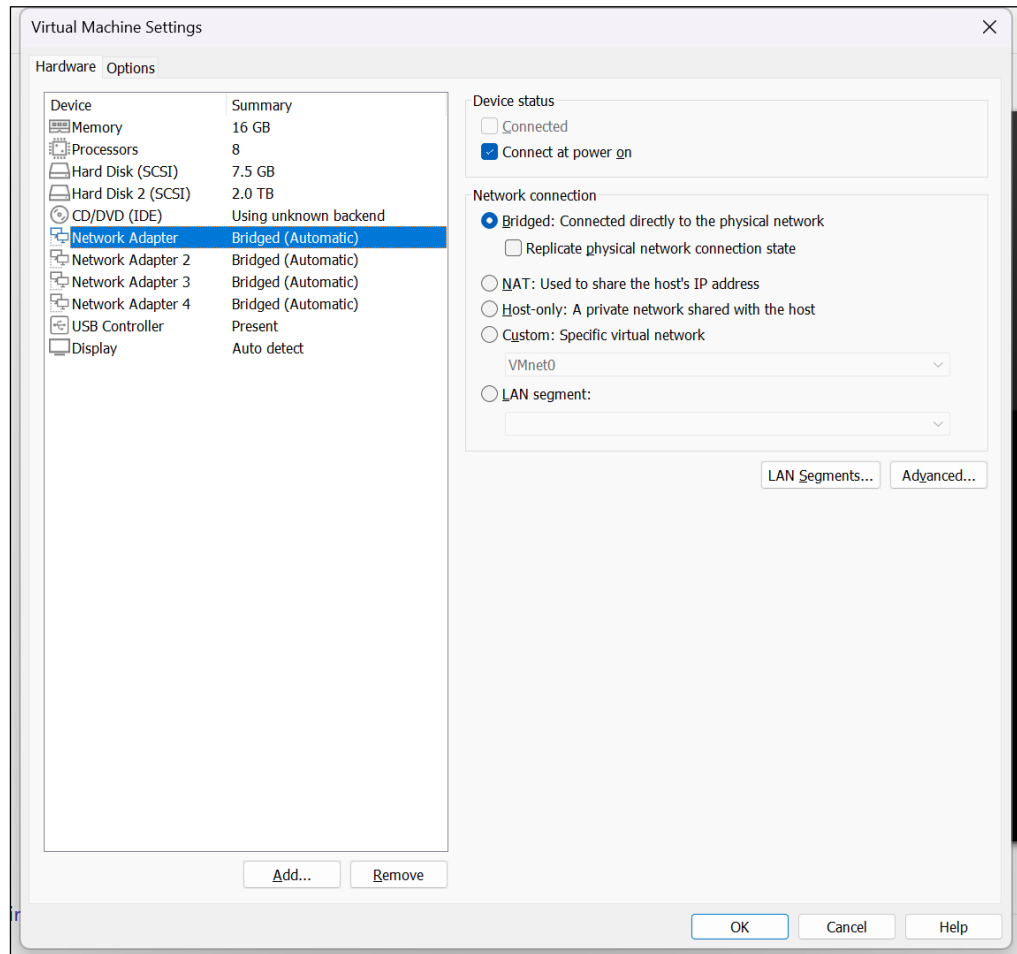 Virtual Machine Settings
Hardware Options
Device Summary
Memory 16 GB
Processors 8
Hard Disk (SCSI) 7.5 GB
Hard Disk 2 (SCSI) 2.0 TB
CD/DVD (IDE) Using unknown backend
Network Adapter Bridged (Automatic)
Network Adapter 2 Bridged (Automatic)
Network Adapter 3 Bridged (Automatic)
Network Adapter 4 Bridged (Automatic)
USB Controller Present
Display Auto detect
Add... Remove
Device status
Connected
Connect at power on
Network connection
Bridged: Connected directly to the physical network
Replicate physical network connection state
NAT: Used to share the host's IP address
Host-only: A private network shared with the host
Custom: Specific virtual network
VMnet0
LAN segment:
LAN Segments... Advanced...
OK Cancel Help